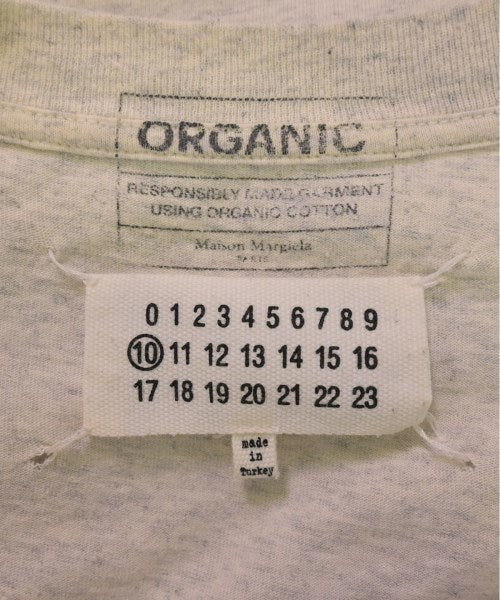 ORGANIC
RESPONSIBLY MADE GARMENT
USING ORGANIC COTTON
Maison Margiela
PARIS
0 1 2 3 4 5 6 7 8 9
10 11 12 13 14 15 16
17 18 19 20 21 22 23
made
in
Turkey